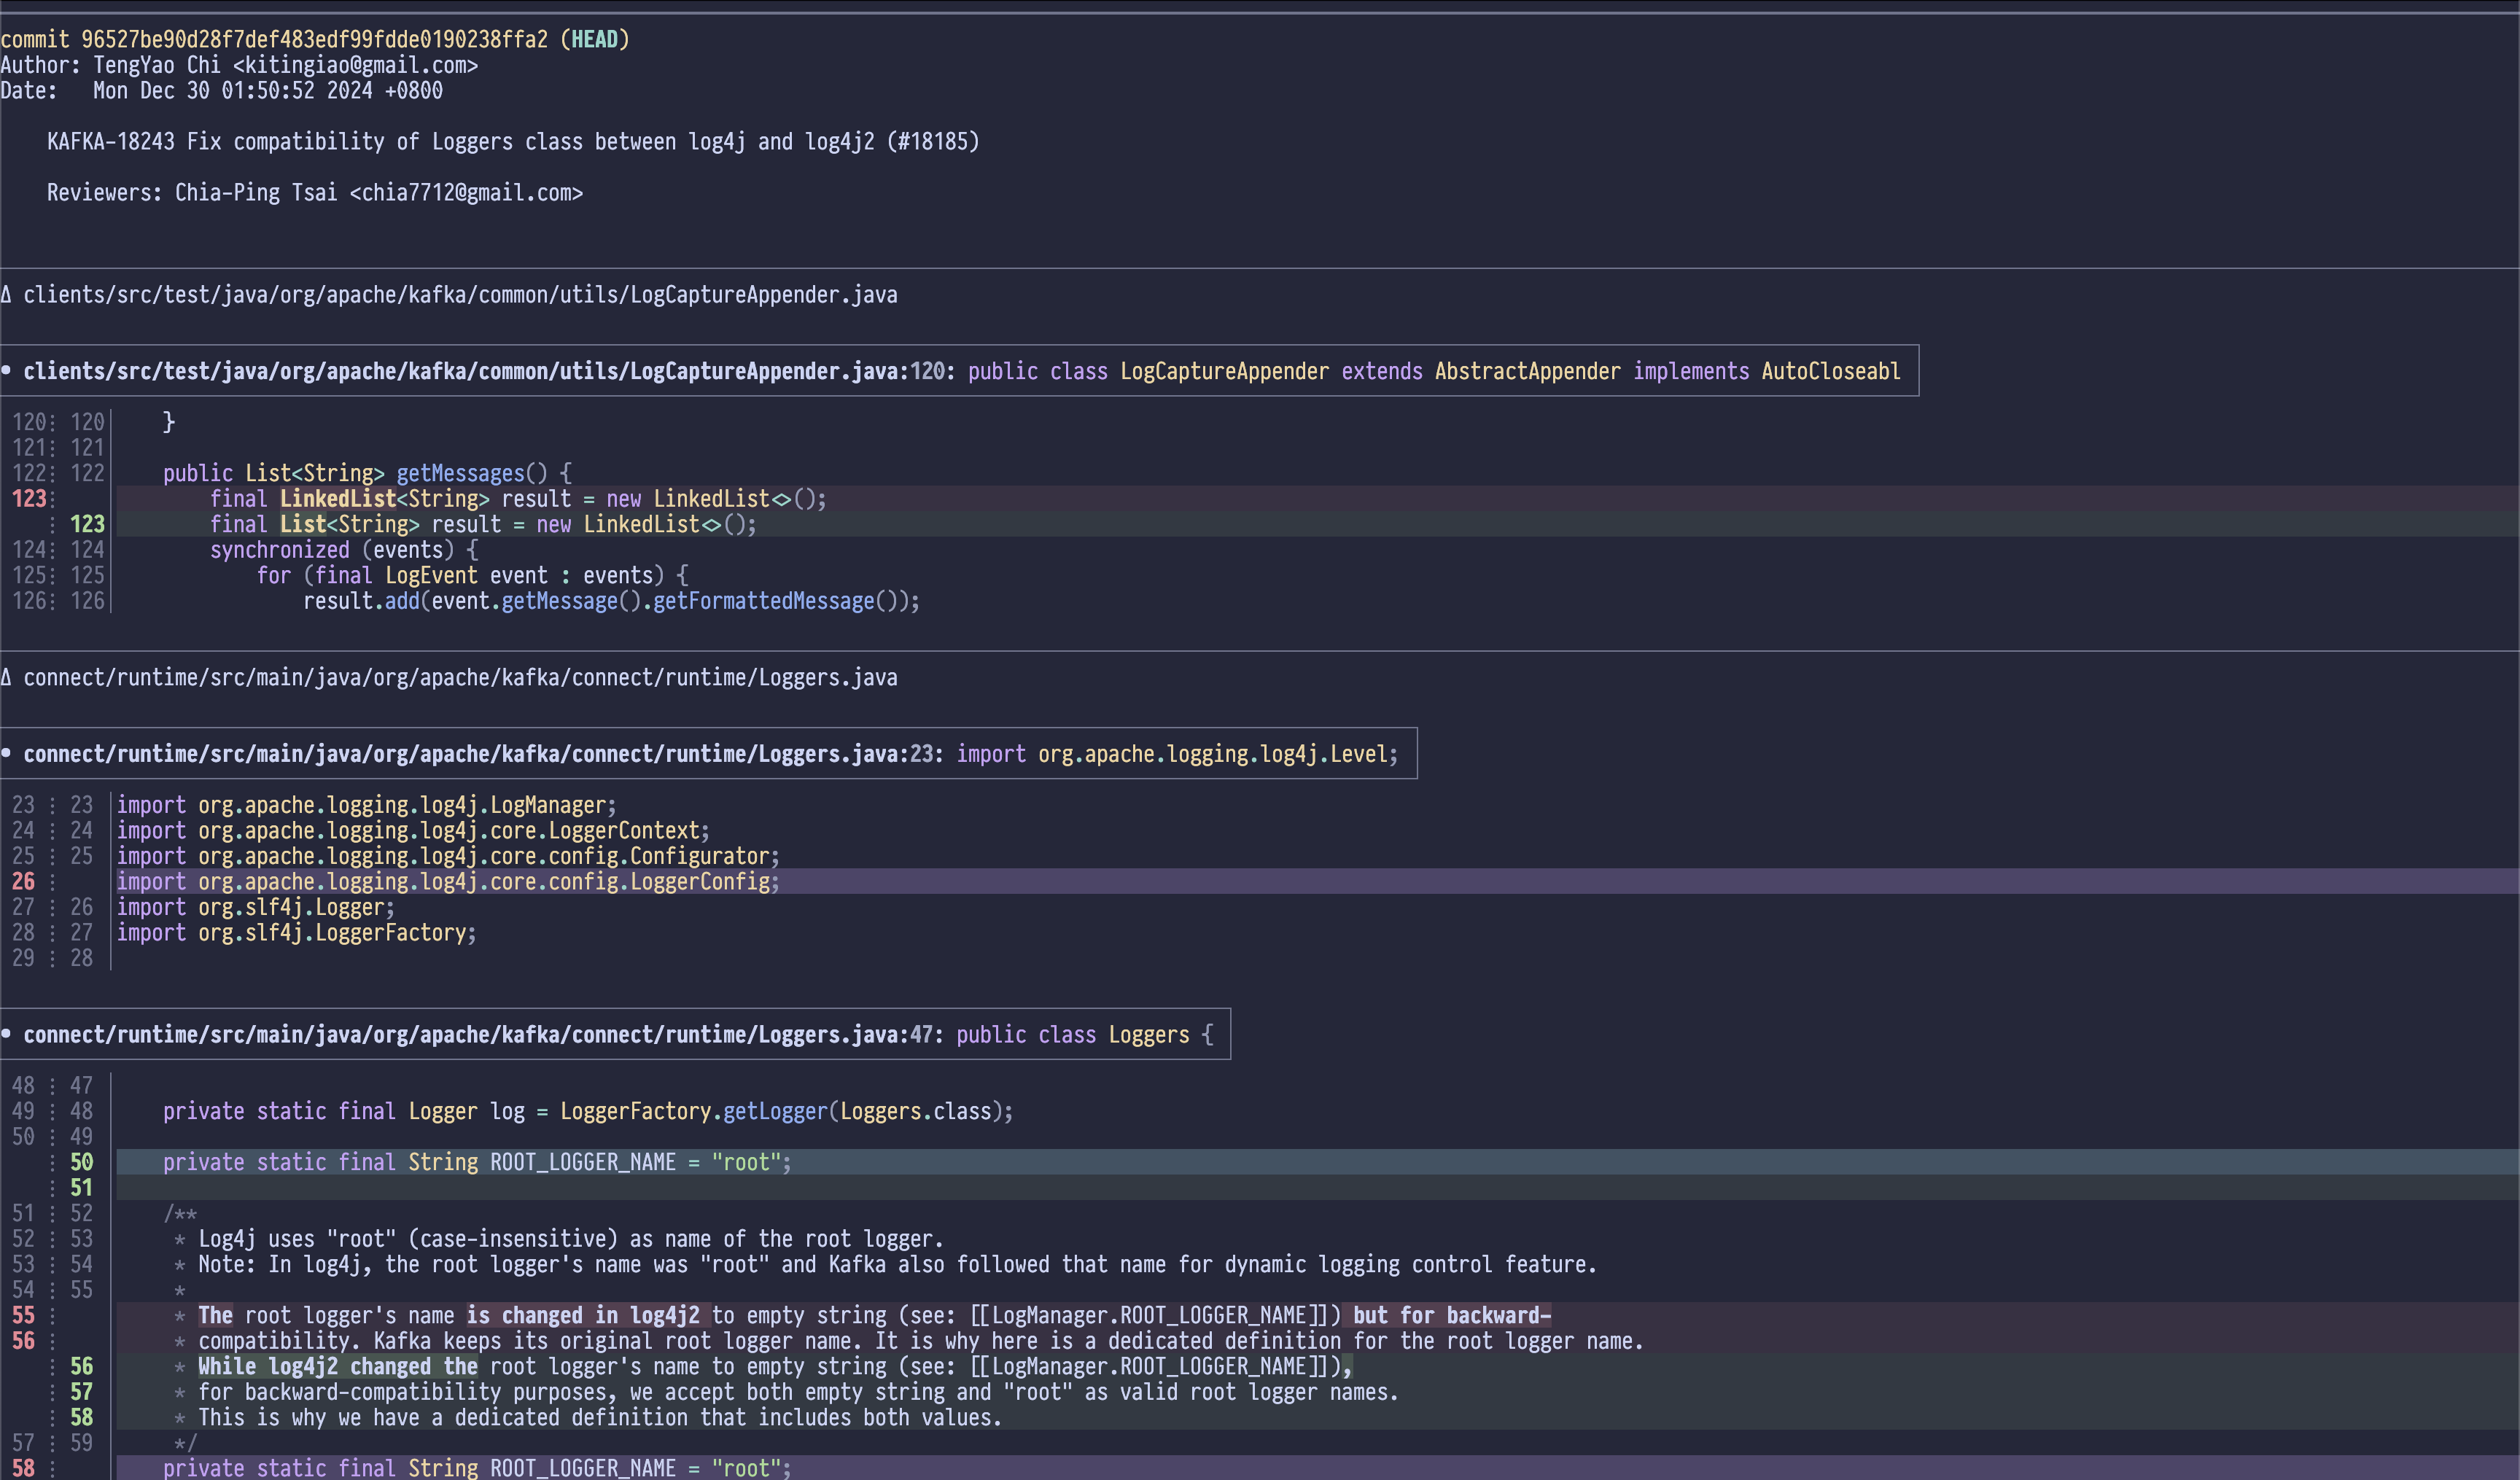 commit 96527be90d28f7def483edf99fdde0190238ffa2 (HEAD)
Author: TengYao Chi <kitingiao@gmail.com>
Date:   Mon Dec 30 01:50:52 2024 +0800
    KAFKA-18243 Fix compatibility of Loggers class between log4j and log4j2 (#18185)
    Reviewers: Chia-Ping Tsai <chia7712@gmail.com>
Δ clients/src/test/java/org/apache/kafka/common/utils/LogCaptureAppender.java
• clients/src/test/java/org/apache/kafka/common/utils/LogCaptureAppender.java:120: public class LogCaptureAppender extends AbstractAppender implements AutoCloseabl
120: 120     }
121: 121
122: 122     public List<String> getMessages() {
123:             final LinkedList<String> result = new LinkedList<>();
   : 123         final List<String> result = new LinkedList<>();
124: 124         synchronized (events) {
125: 125             for (final LogEvent event : events) {
126: 126                 result.add(event.getMessage().getFormattedMessage());
Δ connect/runtime/src/main/java/org/apache/kafka/connect/runtime/Loggers.java
• connect/runtime/src/main/java/org/apache/kafka/connect/runtime/Loggers.java:23: import org.apache.logging.log4j.Level;
23 : 23 import org.apache.logging.log4j.LogManager;
24 : 24 import org.apache.logging.log4j.core.LoggerContext;
25 : 25 import org.apache.logging.log4j.core.config.Configurator;
26 :    import org.apache.logging.log4j.core.config.LoggerConfig;
27 : 26 import org.slf4j.Logger;
28 : 27 import org.slf4j.LoggerFactory;
29 : 28
• connect/runtime/src/main/java/org/apache/kafka/connect/runtime/Loggers.java:47: public class Loggers {
48 : 47
49 : 48     private static final Logger log = LoggerFactory.getLogger(Loggers.class);
50 : 49
   : 50     private static final String ROOT_LOGGER_NAME = "root";
   : 51
51 : 52     /**
52 : 53      * Log4j uses "root" (case-insensitive) as name of the root logger.
53 : 54      * Note: In log4j, the root logger's name was "root" and Kafka also followed that name for dynamic logging control feature.
54 : 55      *
55 :         * The root logger's name is changed in log4j2 to empty string (see: [[LogManager.ROOT_LOGGER_NAME]]) but for backward-
56 :         * compatibility. Kafka keeps its original root logger name. It is why here is a dedicated definition for the root logger name.
   : 56      * While log4j2 changed the root logger's name to empty string (see: [[LogManager.ROOT_LOGGER_NAME]]),
   : 57      * for backward-compatibility purposes, we accept both empty string and "root" as valid root logger names.
   : 58      * This is why we have a dedicated definition that includes both values.
57 : 59      */
58 :        private static final String ROOT_LOGGER_NAME = "root";